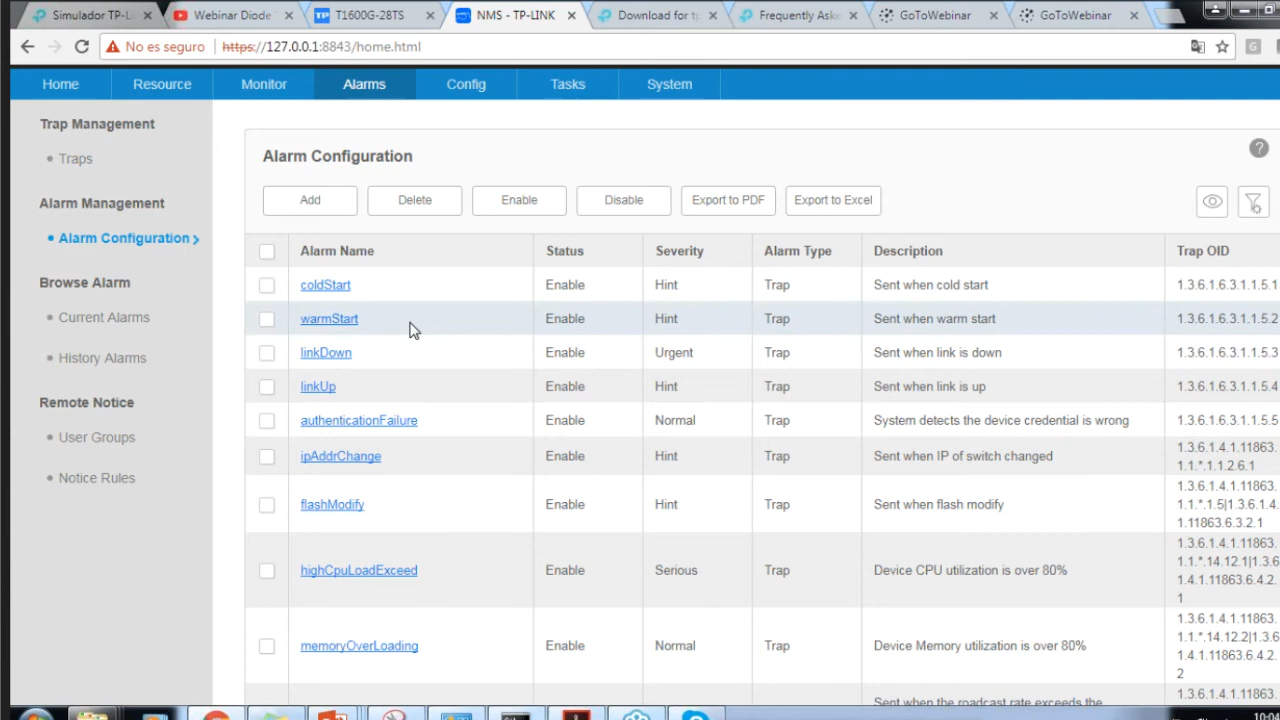 Simulador TP-Li
Webinar Diode
T1600G-28TS
NMS - TP-LINK
Download for tp
Frequently Aske
GoToWebinar
GoToWebinar
No es seguro
https://127.0.0.1:8843/home.html
Home
Resource
Monitor
Alarms
Config
Tasks
System
Trap Management
Traps
Alarm Management
Alarm Configuration
Browse Alarm
Current Alarms
History Alarms
Remote Notice
User Groups
Notice Rules
Alarm Configuration
?
Add Delete Enable Disable Export to PDF Export to Excel
Alarm Name Status Severity Alarm Type Description Trap OID
coldStart Enable Hint Trap Sent when cold start 1.3.6.1.6.3.1.1.5.1
warmStart Enable Hint Trap Sent when warm start 1.3.6.1.6.3.1.1.5.2
linkDown Enable Urgent Trap Sent when link is down 1.3.6.1.6.3.1.1.5.3
linkUp Enable Hint Trap Sent when link is up 1.3.6.1.6.3.1.1.5.4
authenticationFailure Enable Normal Trap System detects the device credential is wrong 1.3.6.1.6.3.1.1.5.5
ipAddrChange Enable Hint Trap Sent when IP of switch changed 1.3.6.1.4.1.11863.
1.1.*.1.1.2.6.1
flashModify Enable Hint Trap Sent when flash modify 1.3.6.1.4.1.11863.
1.1.*.1.5|1.3.6.1.4.
1.11863.6.3.2.1
highCpuLoadExceed Enable Serious Trap Device CPU utilization is over 80% 1.3.6.1.4.1.11863.
1.1.*.14.12.1|1.3.6
1.4.1.11863.6.4.2.
1
memoryOverLoading Enable Normal Trap Device Memory utilization is over 80% 1.3.6.1.4.1.11863.
1.1.*.14.12.2|1.3.6
1.4.1.11863.6.4.2.
2
Sent when the roadcast rate exceeds the 1.3.6.1.4.1.11863.